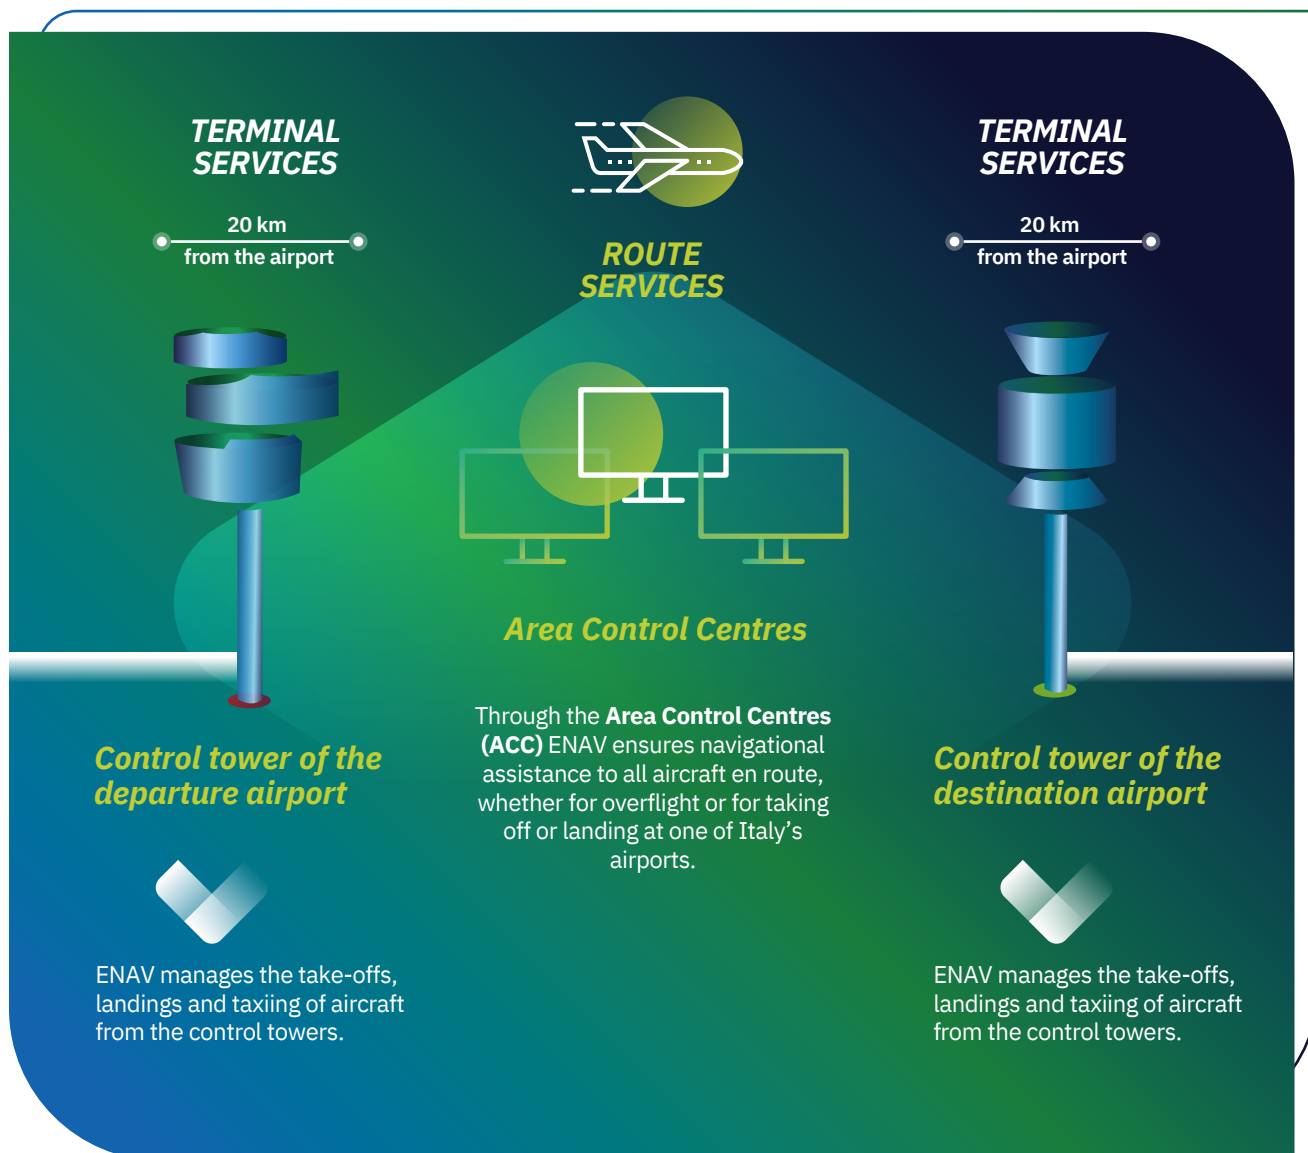 TERMINAL
SERVICES
20 km
from the airport
ROUTE
SERVICES
TERMINAL
SERVICES
20 km
from the airport
Area Control Centres
Through the Area Control Centres
(ACC) ENAV ensures navigational
assistance to all aircraft en route,
whether for overflight or for taking
off or landing at one of Italy’s
airports.
Control tower of the
departure airport
ENAV manages the take-offs,
landings and taxiing of aircraft
from the control towers.
Control tower of the
destination airport
ENAV manages the take-offs,
landings and taxiing of aircraft
from the control towers.